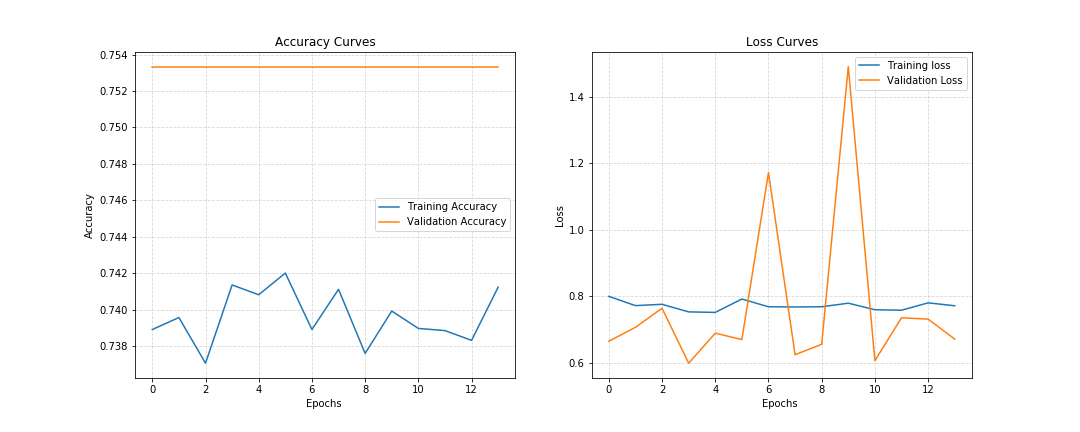 Accuracy Curves
0.754
0.752
0.750
0.748
0.746
0.744
0.742
0.740
0.738
Accuracy
Training Accuracy
Validation Accuracy
0 2 4 6 8 10 12
Epochs
Loss Curves
1.4
1.2
1.0
0.8
0.6
Loss
Training loss
Validation Loss
0 2 4 6 8 10 12
Epochs